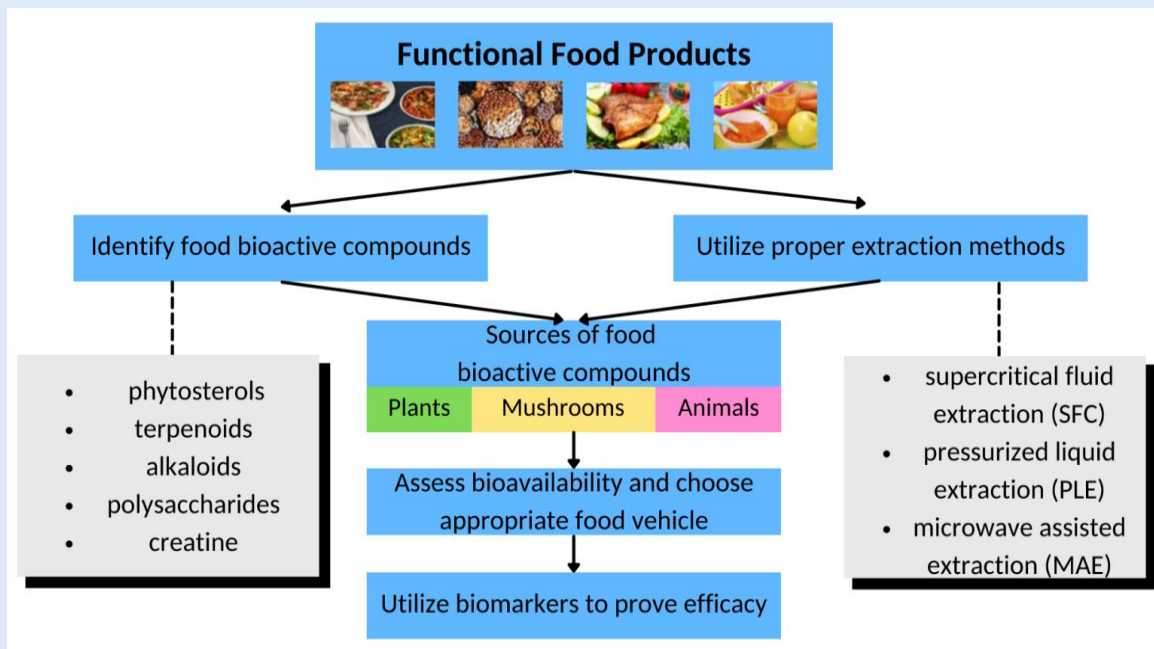 Functional Food Products
Identify food bioactive compounds
Utilize proper extraction methods
Sources of food
bioactive compounds
Plants
Mushrooms
Animals
• phytosterols
• terpenoids
• alkaloids
• polysaccharides
• creatine
• supercritical fluid
extraction (SFC)
• pressurized liquid
extraction (PLE)
• microwave assisted
extraction (MAE)
Assess bioavailability and choose
appropriate food vehicle
Utilize biomarkers to prove efficacy